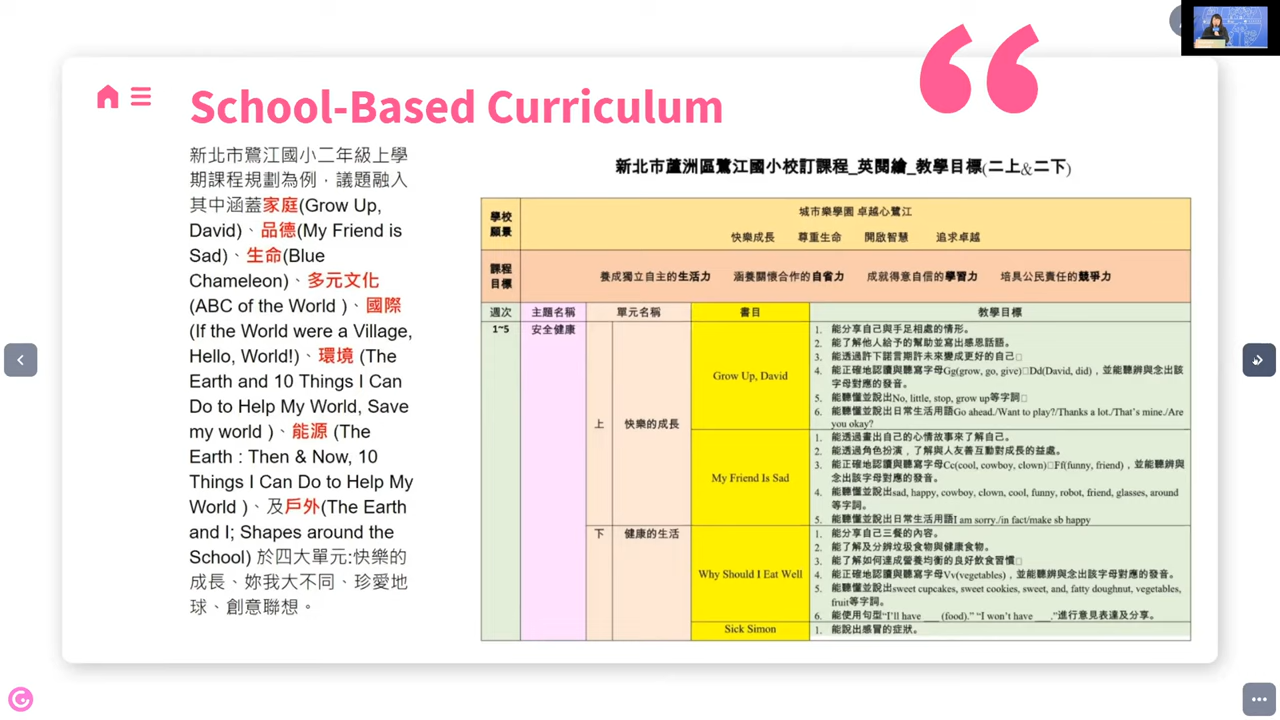 School-Based Curriculum
新北市鷺江國小二年級上學
期課程規劃為例，議題融入
其中涵蓋家庭(Grow Up,
David)、品德(My Friend is
Sad)、生命(Blue
Chameleon)、多元文化
(ABC of the World )、國際
(If the World were a Village,
Hello, World!)、環境 (The
Earth and 10 Things I Can
Do to Help My World, Save
my world )、能源 (The
Earth : Then & Now, 10
Things I Can Do to Help My
World )、及戶外(The Earth
and I; Shapes around the
School) 於四大單元:快樂的
成長、妳我大不同、珍愛地
球、創意聯想。
新北市蘆洲區鷺江國小校訂課程_英閱繪_教學目標(二上&二下)
學校
願景
城市樂學園 卓越心鷺江
快樂成長 尊重生命 開啟智慧 追求卓越
課程
目標
養成獨立自主的生活力 涵養關懷合作的自省力 成就得意自信的學習力 培具公民責任的競爭力
週次 主題名稱 單元名稱 書目 教學目標
1~5 安全健康
上 快樂的成長
Grow Up, David
1. 能分享自己與手足相處的情形。
2. 能了解他人給予的幫助並寫出感恩話語。
3. 能透過許下諾言期許未來變成更好的自己□
4. 能正確地認讀與聽寫字母Gg(grow, go, give)□Dd(David, did)，並能聽辨與念出該
字母對應的發音。
5. 能聽懂並說出No, little, stop, grow up等字詞□
6. 能聽懂並說出日常生活用語Go ahead./Want to play?/Thanks a lot./That's mine./Are
you okay?
My Friend Is Sad
1. 能透過畫出自己的心情故事來了解自己。
2. 能透過角色扮演，了解與人友善互動對成長的益處。
3. 能正確地認讀與聽寫字母Cc(cool, cowboy, clown)□Ff(funny, friend)，並能聽辨與
念出該字母對應的發音。
4. 能聽懂並說出sad, happy, cowboy, clown, cool, funny, robot, friend, glasses, around
等字詞。
5. 能聽懂並說出日常生活用語I am sorry./in fact/make sb happy
下 健康的生活
Why Should I Eat Well
1. 能分享自己三餐的內容。
2. 能了解及分辨垃圾食物與健康食物。
3. 能了解如何達成營養均衡的良好飲食習慣□
4. 能正確地認讀與聽寫字母Vv(vegetables)，並能聽辨與念出該字母對應的發音。
5. 能聽懂並說出sweet cupcakes, sweet cookies, sweet, and, fatty doughnut, vegetables,
fruit等字詞。
6. 能使用句型“I'll have ___ (food).” “I won't have ___.”進行意見表達及分享。
Sick Simon
1. 能說出感冒的症狀。